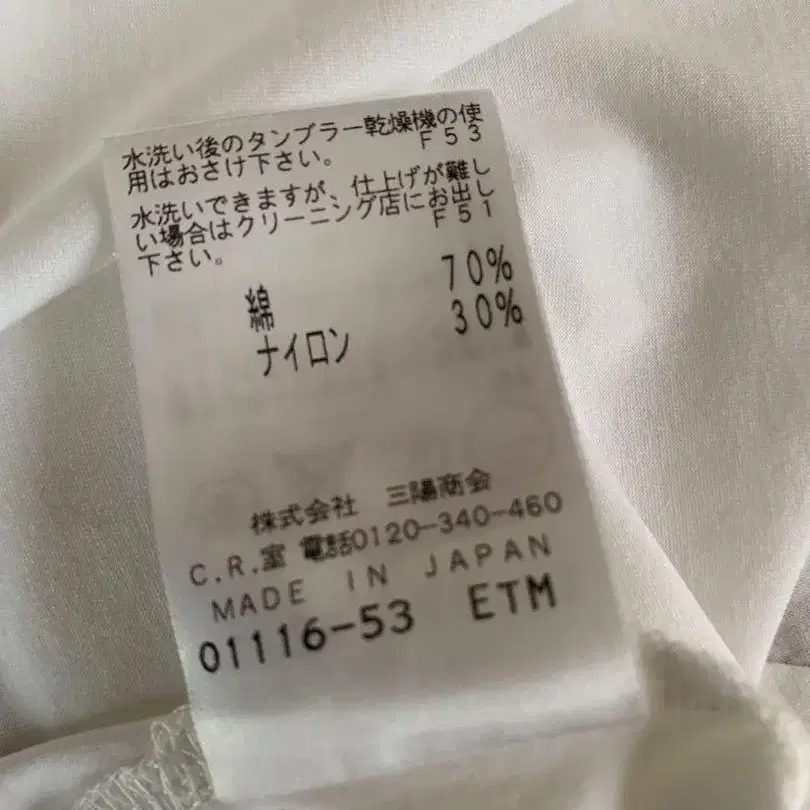 水洗い後のタンブラー乾燥機の使
用はおさけ下さい。 F53
水洗いできますが、仕上げが難し
い場合はクリーニング店にお出し
下さい。 F51
綿 70%
ナイロン 30%
株式会社 三陽商会
C.R.室 電話0120-340-460
MADE IN JAPAN
01116-53 ETM